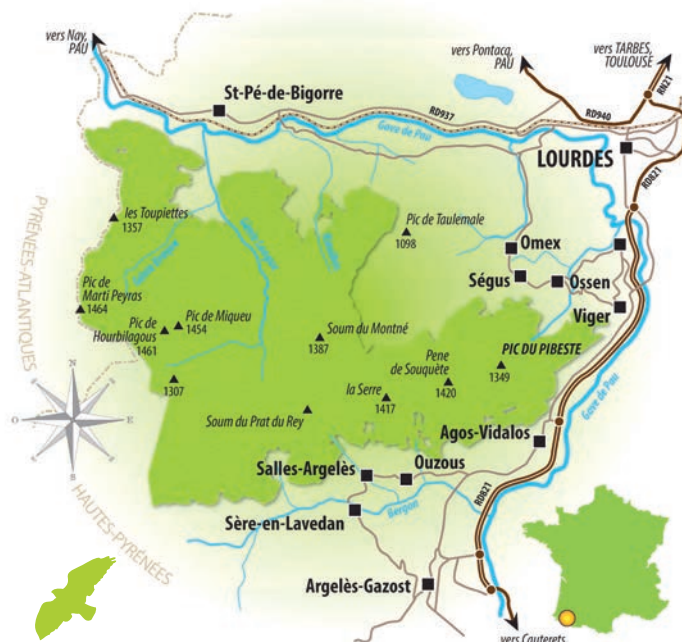 vers Nay,
PAU
vers Pontacq,
PAU
vers TARBES,
TOULOUSE
RN21
St-Pé-de-Bigorre
RD937
RD940
Gave de Pau
LOURDES
RD821
les Toupiettes
1357
Pic de Taulemale
1098
Omex
Ségus
Ossen
Viger
PYRÉNÉES-ATLANTIQUES
Pic de
Marti Peyras
1464
Pic de Miqueu
1454
Pic de
Hourbilagous
1461
Soum du Montné
1387
Pene
de Souquète
1420
PIC DU PIBESTE
1349
1307
la Serre
1417
Soum du Prat du Rey
Gave de Pau
N
O
E
S
Agos-Vidalos
Salles-Argelès
Ouzous
RD821
Bergon
Sère-en-Lavedan
HAUTES-PYRÉNÉES
Argelès-Gazost
vers Cauterets